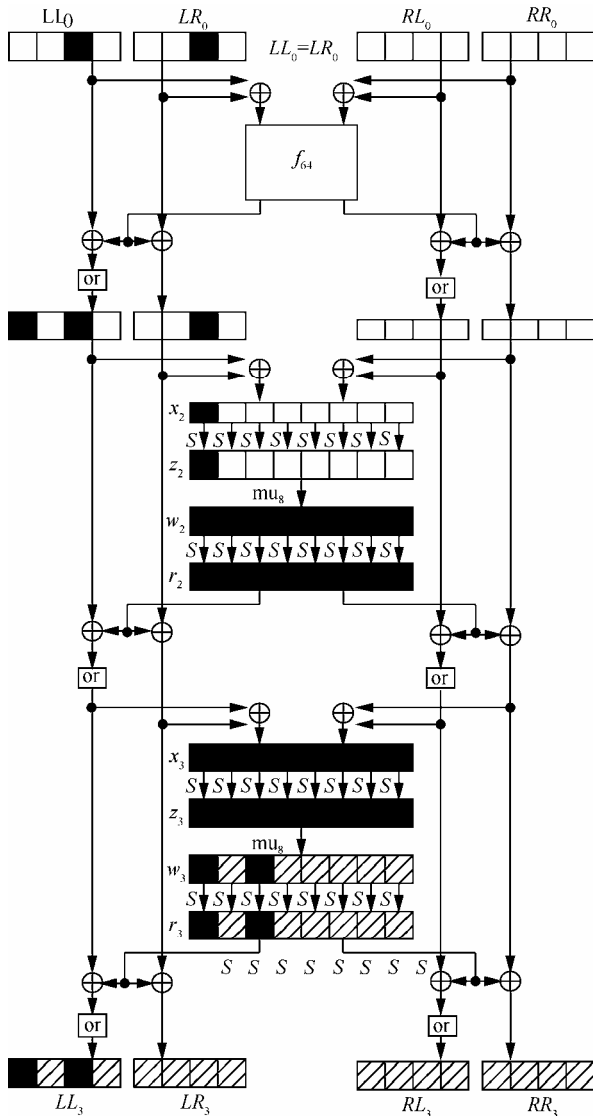 LL0 LR0 LL0=LR0 RL0 RR0
f64
or or
x2
S S S S S S S S
z2
mu8
w2
S S S S S S S S
r2
or or
x3
S S S S S S S S
z3
mu8
w3
S S S S S S S S
r3
S S S S S S S S
or or
LL3 LR3 RL3 RR3